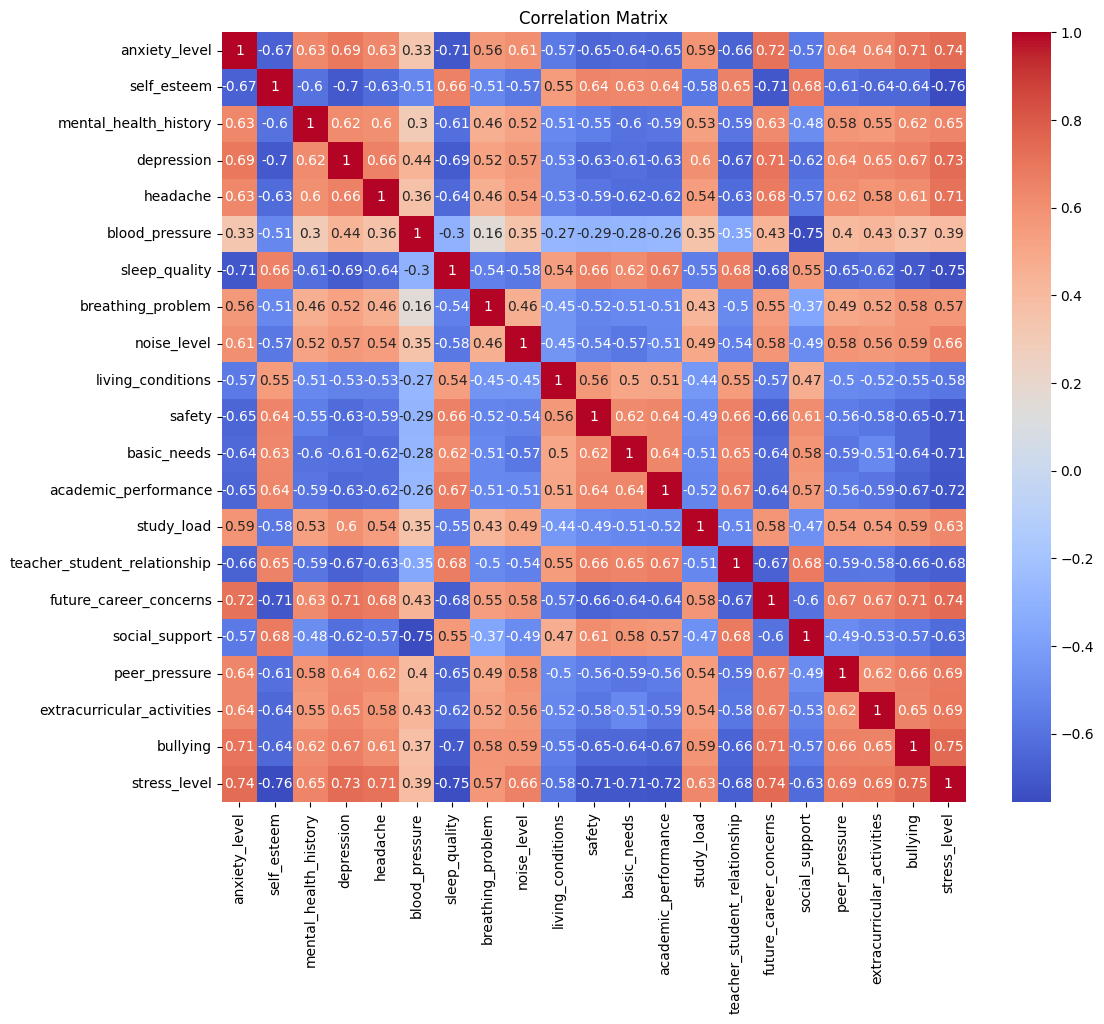 Correlation Matrix
anxiety_level 1 -0.67 0.63 0.69 0.63 0.33 -0.71 0.56 0.61 -0.57 -0.65 -0.64 -0.65 0.59 -0.66 0.72 -0.57 0.64 0.64 0.71 0.74
self_esteem -0.67 1 -0.6 -0.7 -0.63 -0.51 0.66 -0.51 -0.57 0.55 0.64 0.63 0.64 -0.58 0.65 -0.71 0.68 -0.61 -0.64 -0.64 -0.76
mental_health_history 0.63 -0.6 1 0.62 0.6 0.3 -0.61 0.46 0.52 -0.51 -0.55 -0.6 -0.59 0.53 -0.59 0.63 -0.48 0.58 0.55 0.62 0.65
depression 0.69 -0.7 0.62 1 0.66 0.44 -0.69 0.52 0.57 -0.53 -0.63 -0.61 -0.63 0.6 -0.67 0.71 -0.62 0.64 0.65 0.67 0.73
headache 0.63 -0.63 0.6 0.66 1 0.36 -0.64 0.46 0.54 -0.53 -0.59 -0.62 -0.62 0.54 -0.63 0.68 -0.57 0.62 0.58 0.61 0.71
blood_pressure 0.33 -0.51 0.3 0.44 0.36 1 -0.3 0.16 0.35 -0.27 -0.29 -0.28 -0.26 0.35 -0.35 0.43 -0.75 0.4 0.43 0.37 0.39
sleep_quality -0.71 0.66 -0.61 -0.69 -0.64 -0.3 1 -0.54 -0.58 0.54 0.66 0.62 0.67 -0.55 0.68 -0.68 0.55 -0.65 -0.62 -0.7 -0.75
breathing_problem 0.56 -0.51 0.46 0.52 0.46 0.16 -0.54 1 0.46 -0.45 -0.52 -0.51 -0.51 0.43 -0.5 0.55 -0.37 0.49 0.52 0.58 0.57
noise_level 0.61 -0.57 0.52 0.57 0.54 0.35 -0.58 0.46 1 -0.45 -0.54 -0.57 -0.51 0.49 -0.54 0.58 -0.49 0.58 0.56 0.59 0.66
living_conditions -0.57 0.55 -0.51 -0.53 -0.53 -0.27 0.54 -0.45 -0.45 1 0.56 0.5 0.51 -0.44 0.55 -0.57 0.47 -0.5 -0.52 -0.55 -0.58
safety -0.65 0.64 -0.55 -0.63 -0.59 -0.29 0.66 -0.52 -0.54 0.56 1 0.62 0.64 -0.49 0.66 -0.66 0.61 -0.56 -0.58 -0.65 -0.71
basic_needs -0.64 0.63 -0.6 -0.61 -0.62 -0.28 0.62 -0.51 -0.57 0.5 0.62 1 0.64 -0.51 0.65 -0.64 0.58 -0.59 -0.51 -0.64 -0.71
academic_performance -0.65 0.64 -0.59 -0.63 -0.62 -0.26 0.67 -0.51 -0.51 0.51 0.64 0.64 1 -0.52 0.67 -0.64 0.57 -0.56 -0.59 -0.67 -0.72
study_load 0.59 -0.58 0.53 0.6 0.54 0.35 -0.55 0.43 0.49 -0.44 -0.49 -0.51 -0.52 1 -0.51 0.58 -0.47 0.54 0.54 0.59 0.63
teacher_student_relationship -0.66 0.65 -0.59 -0.67 -0.63 -0.35 0.68 -0.5 -0.54 0.55 0.66 0.65 0.67 -0.51 1 -0.67 0.68 -0.59 -0.58 -0.66 -0.68
future_career_concerns 0.72 -0.71 0.63 0.71 0.68 0.43 -0.68 0.55 0.58 -0.57 -0.66 -0.64 -0.64 0.58 -0.67 1 -0.6 0.67 0.67 0.71 0.74
social_support -0.57 0.68 -0.48 -0.62 -0.57 -0.75 0.55 -0.37 -0.49 0.47 0.61 0.58 0.57 -0.47 0.68 -0.6 1 -0.49 -0.53 -0.57 -0.63
peer_pressure 0.64 -0.61 0.58 0.64 0.62 0.4 -0.65 0.49 0.58 -0.5 -0.56 -0.59 -0.56 0.54 -0.59 0.67 -0.49 1 0.62 0.66 0.69
extracurricular_activities 0.64 -0.64 0.55 0.65 0.58 0.43 -0.62 0.52 0.56 -0.52 -0.58 -0.51 -0.59 0.54 -0.58 0.67 -0.53 0.62 1 0.65 0.69
bullying 0.71 -0.64 0.62 0.67 0.61 0.37 -0.7 0.58 0.59 -0.55 -0.65 -0.64 -0.67 0.59 -0.66 0.71 -0.57 0.66 0.65 1 0.75
stress_level 0.74 -0.76 0.65 0.73 0.71 0.39 -0.75 0.57 0.66 -0.58 -0.71 -0.71 -0.72 0.63 -0.68 0.74 -0.63 0.69 0.69 0.75 1
anxiety_level
self_esteem
mental_health_history
depression
headache
blood_pressure
sleep_quality
breathing_problem
noise_level
living_conditions
safety
basic_needs
academic_performance
study_load
teacher_student_relationship
future_career_concerns
social_support
peer_pressure
extracurricular_activities
bullying
stress_level
1.0
0.8
0.6
0.4
0.2
0.0
−0.2
−0.4
−0.6